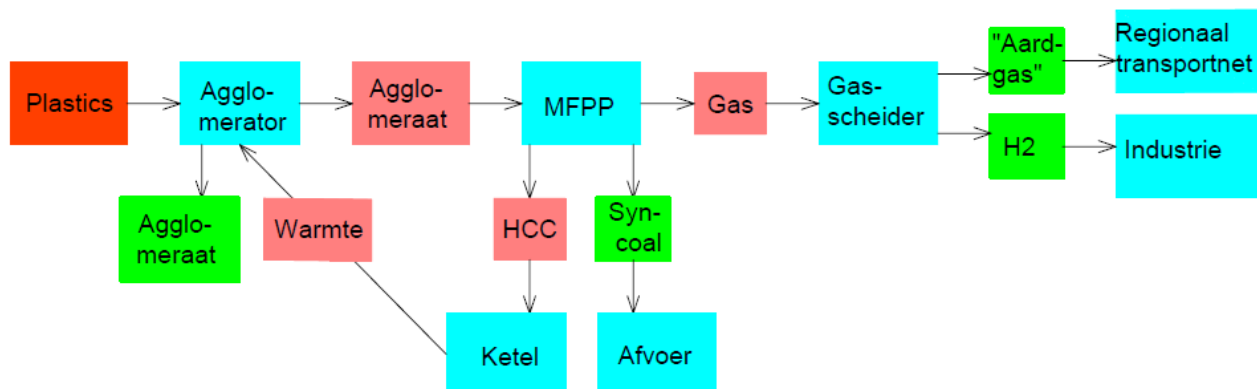 Plastics
Agglo-
merator
Agglo-
meraat
MFPP
Gas
Gas-
scheider
"Aard-
gas"
Regionaal
transportnet
H2
Industrie
Agglo-
meraat
Warmte
HCC
Syn-
coal
Ketel
Afvoer